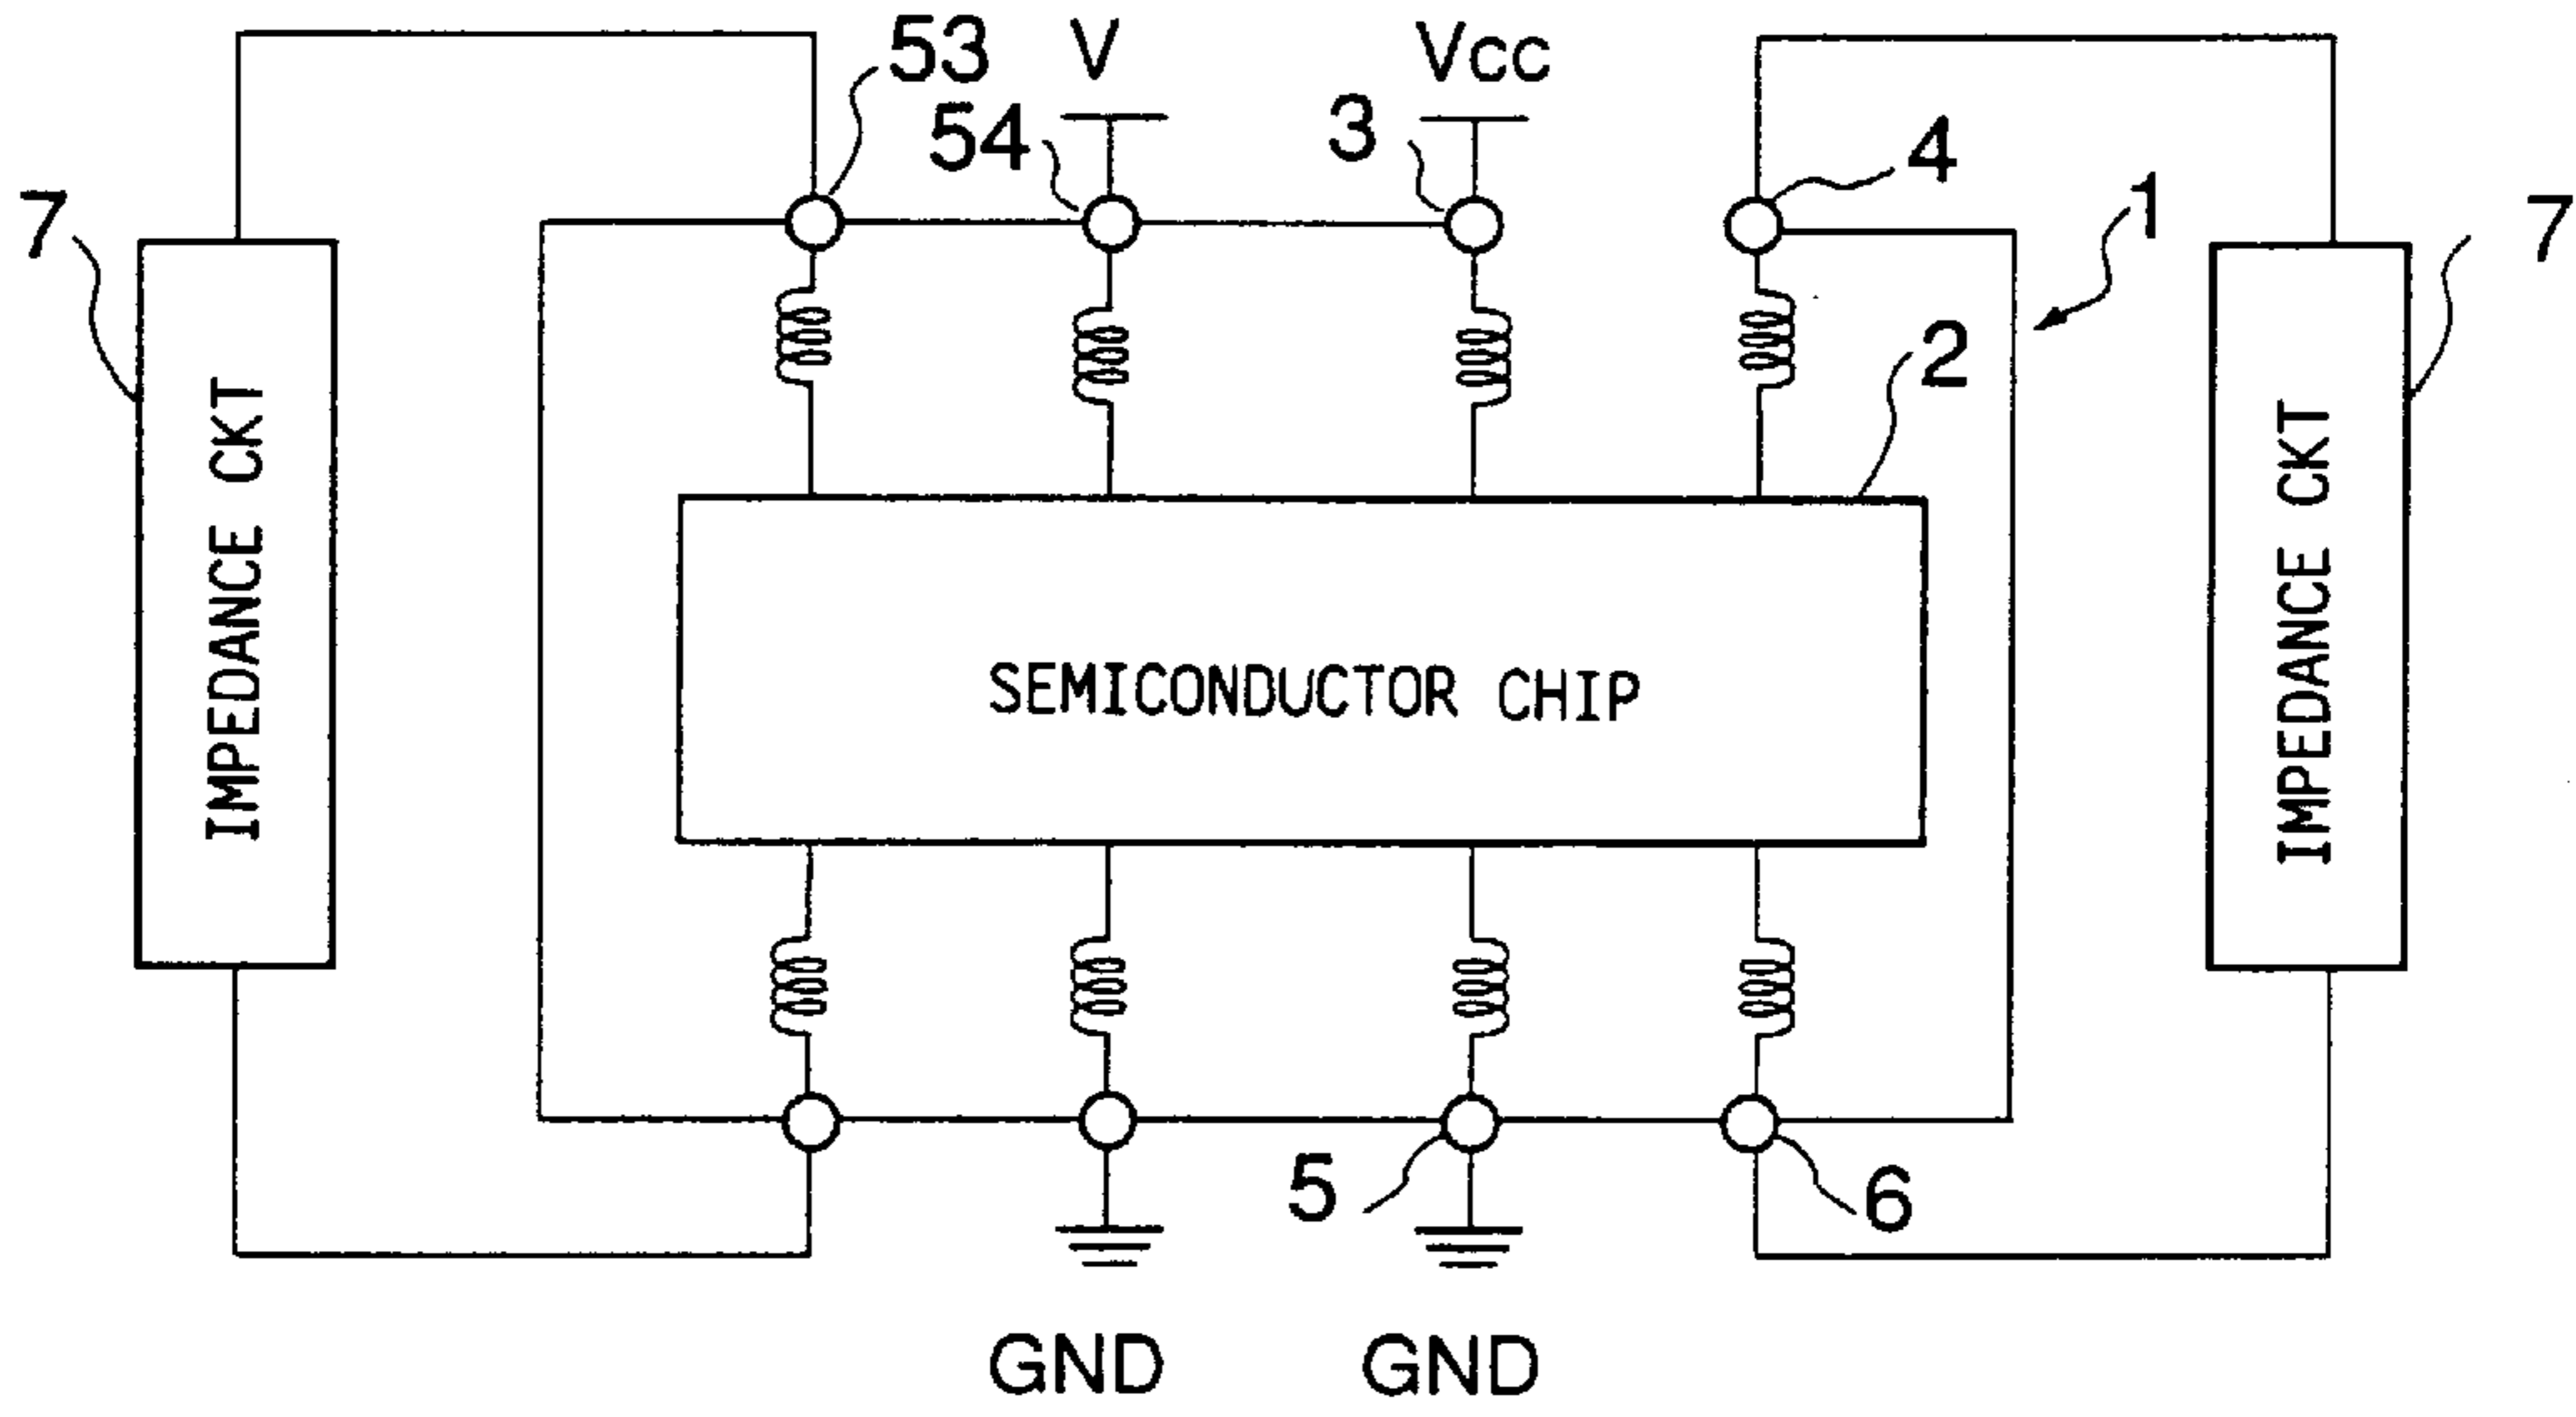 53
V
VCC
54
3
4
1
7
7
2
IMPEDANCE CKT
SEMICONDUCTOR CHIP
IMPEDANCE CKT
5
6
GND
GND